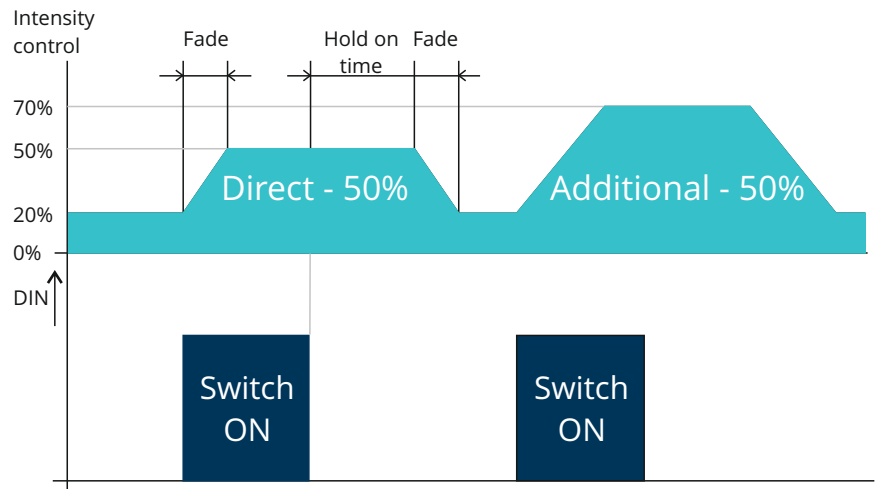 Intensity
control
Fade
Hold on
time
Fade
70%
50%
20%
0%
Direct - 50%
Additional - 50%
DIN
Switch
ON
Switch
ON